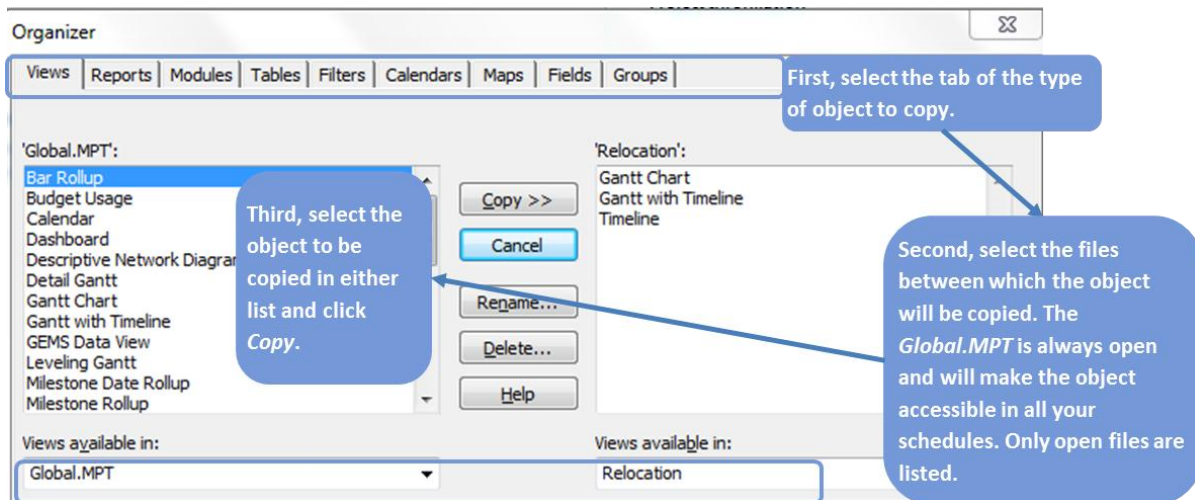 Organizer
Views Reports Modules Tables Filters Calendars Maps Fields Groups
First, select the tab of the type
of object to copy.
'Global.MPT':
Bar Rollup
Budget Usage
Calendar
Dashboard
Descriptive Network Diagram
Detail Gantt
Gantt Chart
Gantt with Timeline
GEMS Data View
Leveling Gantt
Milestone Date Rollup
Milestone Rollup
Third, select the
object to be
copied in either
list and click
Copy.
Copy >>
Cancel
Rename...
Delete...
Help
'Relocation':
Gantt Chart
Gantt with Timeline
Timeline
Second, select the files
between which the object
will be copied. The
Global.MPT is always open
and will make the object
accessible in all your
schedules. Only open files are
listed.
Views available in:
Global.MPT
Views available in:
Relocation